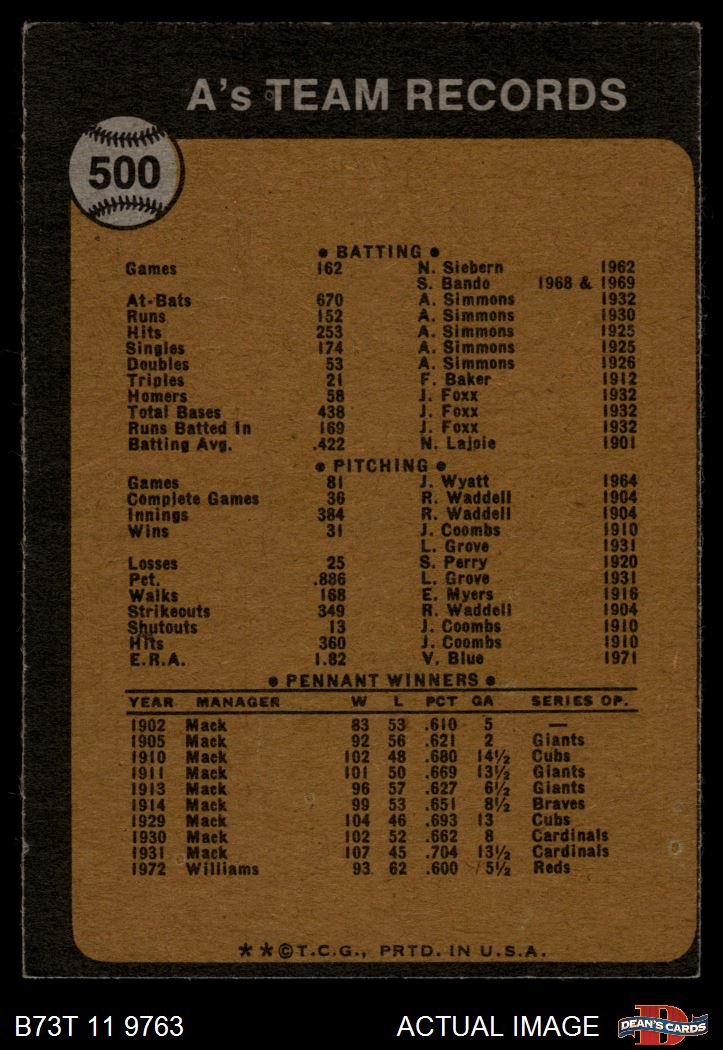 A's TEAM RECORDS
500
● BATTING ●
Games 162 N. Siebern 1962
S. Bando 1968 & 1969
At-Bats 670 A. Simmons 1932
Runs 152 A. Simmons 1930
Hits 253 A. Simmons 1925
Singles 174 A. Simmons 1925
Doubles 53 A. Simmons 1926
Triples 21 F. Baker 1912
Homers 58 J. Foxx 1932
Total Bases 438 J. Foxx 1932
Runs Batted In 169 J. Foxx 1932
Batting Avg. .422 N. Lajoie 1901
● PITCHING ●
Games 81 J. Wyatt 1964
Complete Games 36 R. Waddell 1904
Innings 384 R. Waddell 1904
Wins 31 J. Coombs 1910
L. Grove 1931
Losses 25 S. Perry 1920
Pct. .886 L. Grove 1931
Walks 168 E. Myers 1916
Strikeouts 349 R. Waddell 1904
Shutouts 13 J. Coombs 1910
Hits 360 J. Coombs 1910
E.R.A. 1.82 V. Blue 1971
● PENNANT WINNERS ●
YEAR MANAGER W L PCT GA SERIES OP.
1902 Mack 83 53 .610 5 —
1905 Mack 92 56 .621 2 Giants
1910 Mack 102 48 .680 14½ Cubs
1911 Mack 101 50 .669 13½ Giants
1913 Mack 96 57 .627 6½ Giants
1914 Mack 99 53 .651 8½ Braves
1929 Mack 104 46 .693 13 Cubs
1930 Mack 102 52 .662 8 Cardinals
1931 Mack 107 45 .704 13½ Cardinals
1972 Williams 93 62 .600 5½ Reds
**©T.C.G., PRTD. IN U.S.A.
B73T 11 9763 ACTUAL IMAGE DEAN'S CARDS